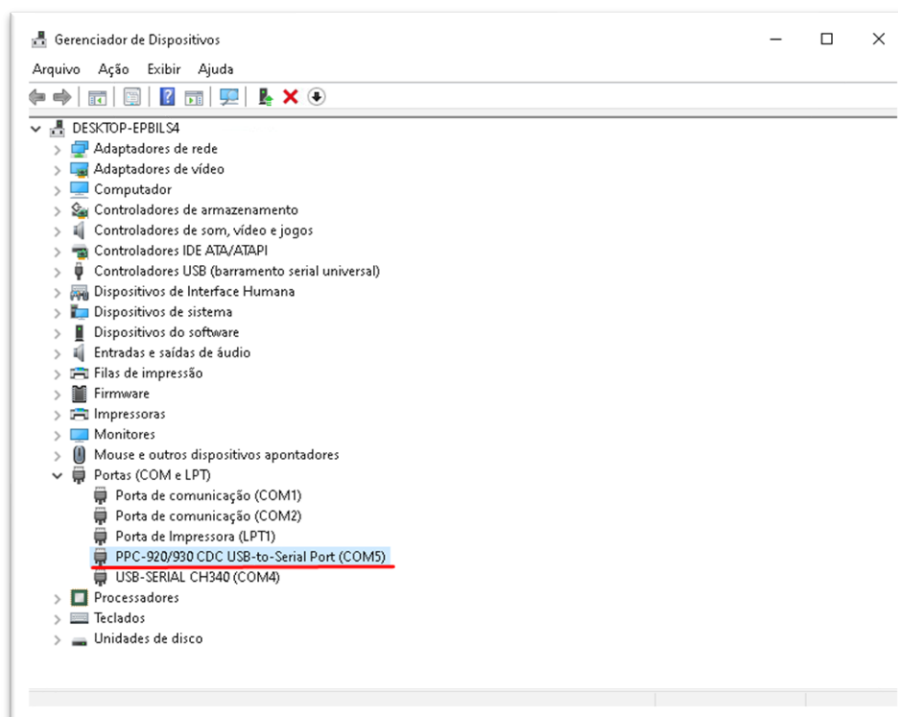 Gerenciador de Dispositivos
Arquivo Ação Exibir Ajuda
DESKTOP-EPBILS4
Adaptadores de rede
Adaptadores de vídeo
Computador
Controladores de armazenamento
Controladores de som, vídeo e jogos
Controladores IDE ATA/ATAPI
Controladores USB (barramento serial universal)
Dispositivos de Interface Humana
Dispositivos de sistema
Dispositivos do software
Entradas e saídas de áudio
Filas de impressão
Firmware
Impressoras
Monitores
Mouse e outros dispositivos apontadores
Portas (COM e LPT)
Porta de comunicação (COM1)
Porta de comunicação (COM2)
Porta de Impressora (LPT1)
PPC-920/930 CDC USB-to-Serial Port (COM5)
USB-SERIAL CH340 (COM4)
Processadores
Teclados
Unidades de disco